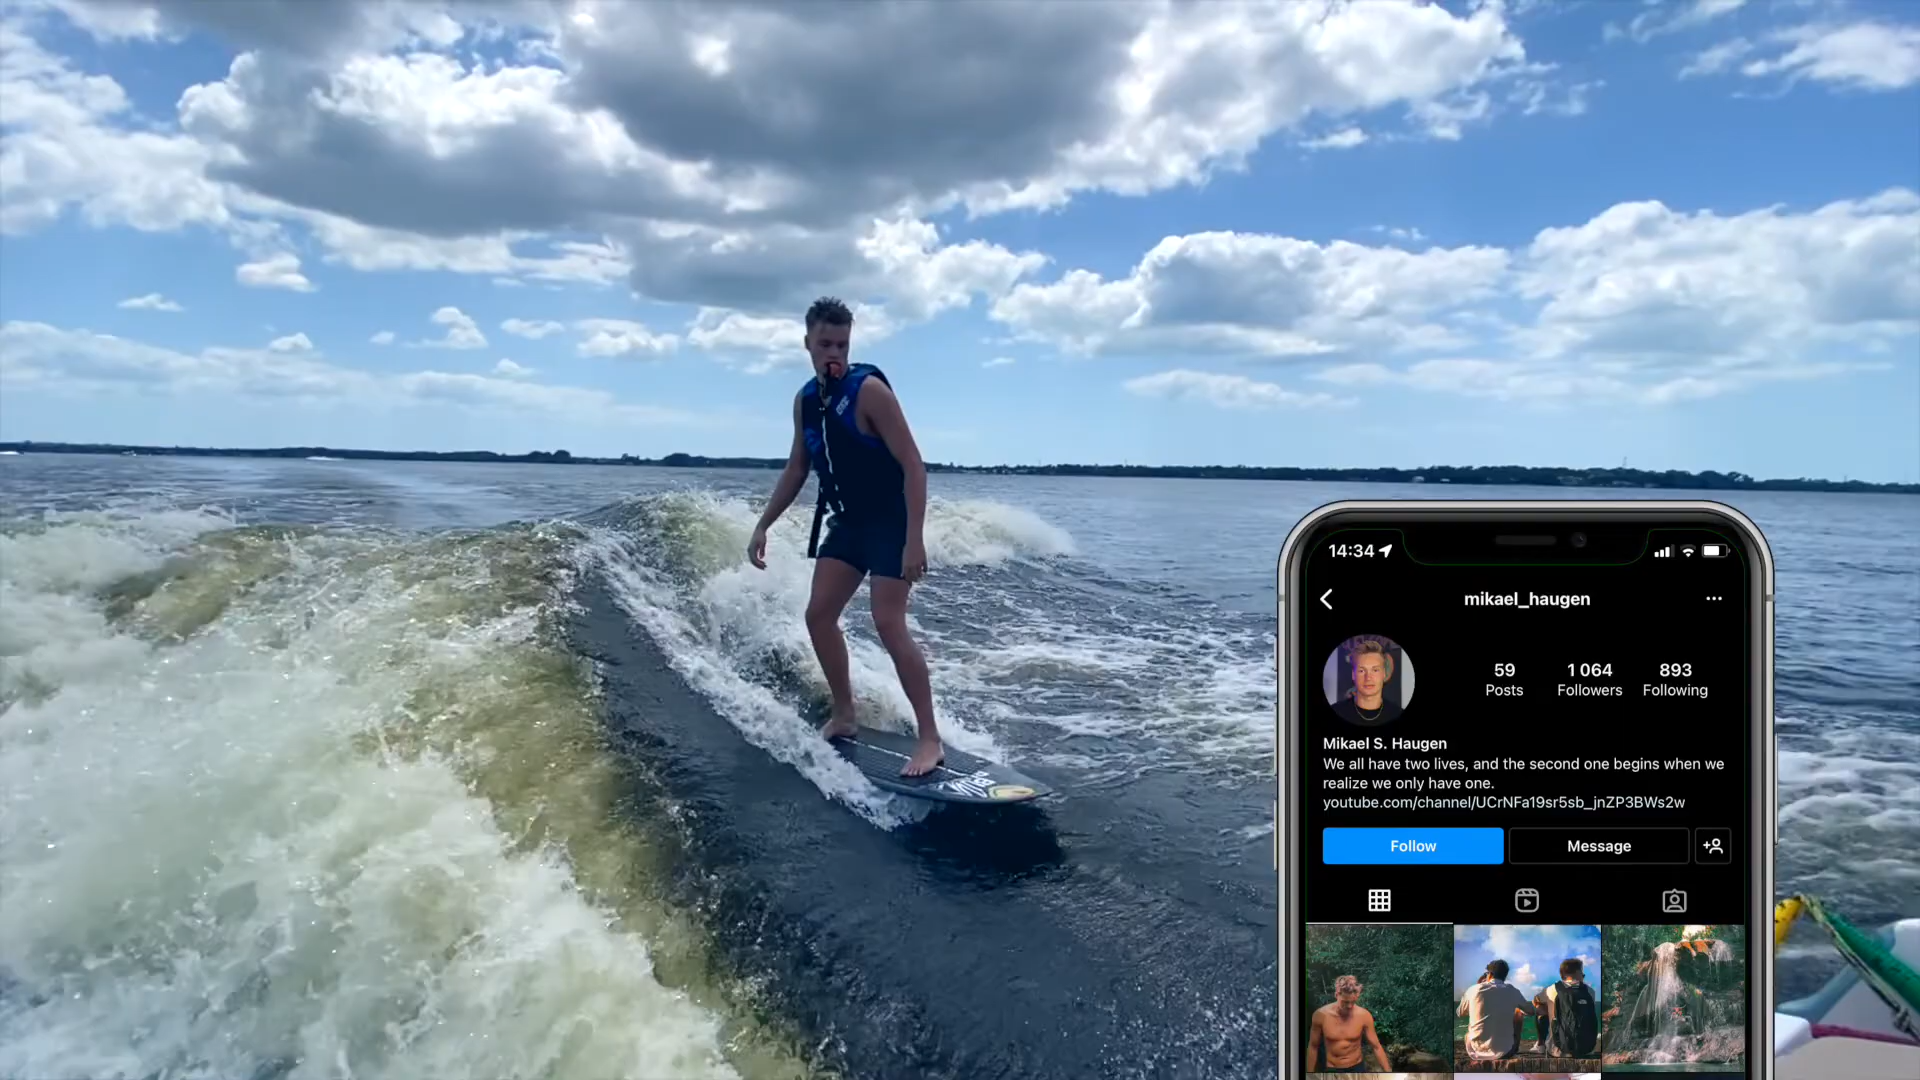 14:34
mikael_haugen
59
Posts
1 064
Followers
893
Following
Mikael S. Haugen
We all have two lives, and the second one begins when we
realize we only have one.
youtube.com/channel/UCrNFa19sr5sb_jnZP3BWs2w
Follow
Message